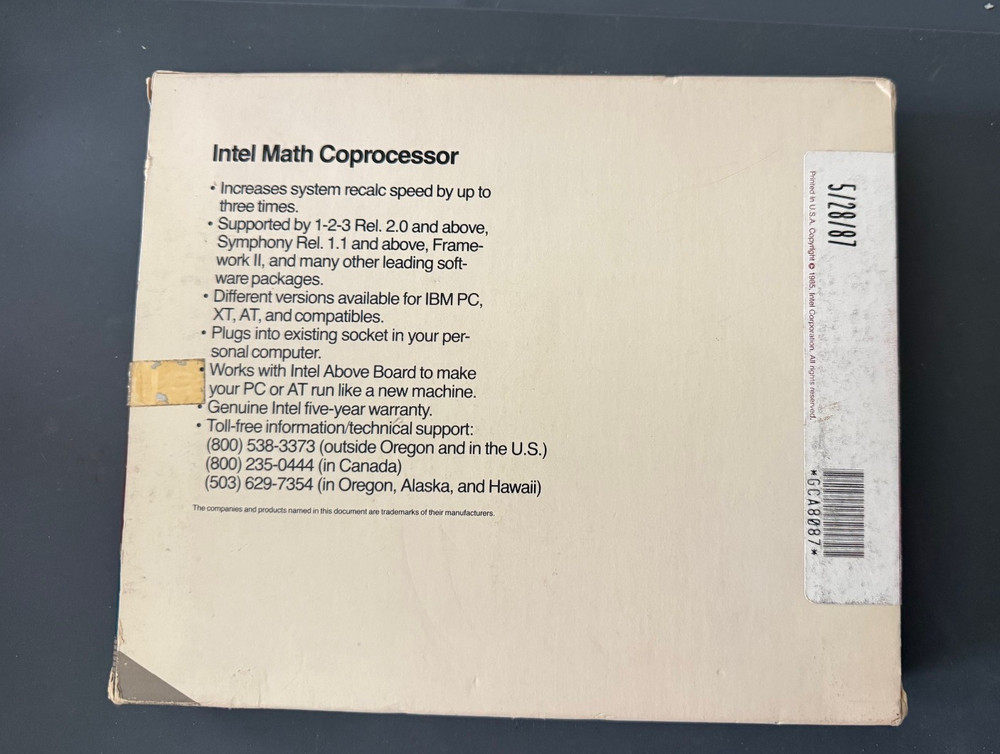 Intel Math Coprocessor
• Increases system recalc speed by up to
three times.
• Supported by 1-2-3 Rel. 2.0 and above,
Symphony Rel. 1.1 and above, Frame-
work II, and many other leading soft-
ware packages.
• Different versions available for IBM PC,
XT, AT, and compatibles.
• Plugs into existing socket in your per-
sonal computer.
• Works with Intel Above Board to make
your PC or AT run like a new machine.
• Genuine Intel five-year warranty.
• Toll-free information/technical support:
(800) 538-3373 (outside Oregon and in the U.S.)
(800) 235-0444 (in Canada)
(503) 629-7354 (in Oregon, Alaska, and Hawaii)
The companies and products named in this document are trademarks of their manufacturers.
5/28/87
Printed in U.S.A. Copyright © 1985, Intel Corporation. All rights reserved.
*GCA8087*